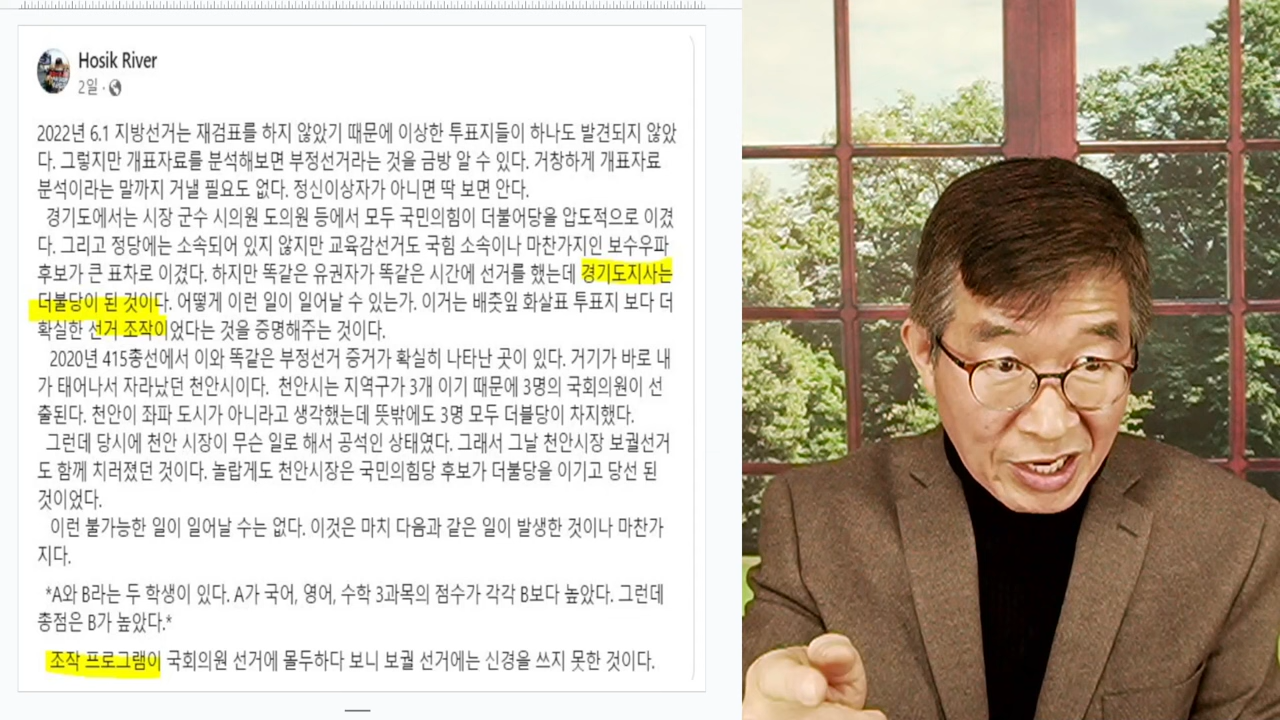 Hosik River
2일 ·
2022년 6.1 지방선거는 재검표를 하지 않았기 때문에 이상한 투표지들이 하나도 발견되지 않았
다. 그렇지만 개표자료를 분석해보면 부정선거라는 것을 금방 알 수 있다. 거창하게 개표자료
분석이라는 말까지 거낼 필요도 없다. 정신이상자가 아니면 딱 보면 안다.
경기도에서는 시장 군수 시의원 도의원 등에서 모두 국민의힘이 더불어당을 압도적으로 이겼
다. 그리고 정당에는 소속되어 있지 않지만 교육감선거도 국힘 소속이나 마찬가지인 보수우파
후보가 큰 표차로 이겼다. 하지만 똑같은 유권자가 똑같은 시간에 선거를 했는데 경기도지사는
더불당이 된 것이다. 어떻게 이런 일이 일어날 수 있는가. 이거는 배춧잎 화살표 투표지 보다 더
확실한 선거 조작이었다는 것을 증명해주는 것이다.
2020년 415총선에서 이와 똑같은 부정선거 증거가 확실히 나타난 곳이 있다. 거기가 바로 내
가 태어나서 자라났던 천안시이다. 천안시는 지역구가 3개 이기 때문에 3명의 국회의원이 선
출된다. 천안이 좌파 도시가 아니라고 생각했는데 뜻밖에도 3명 모두 더블당이 차지했다.
그런데 당시에 천안 시장이 무슨 일로 해서 공석인 상태였다. 그래서 그날 천안시장 보궐선거
도 함께 치러졌던 것이다. 놀랍게도 천안시장은 국민의힘당 후보가 더불당을 이기고 당선 된
것이었다.
이런 불가능한 일이 일어날 수는 없다. 이것은 마치 다음과 같은 일이 발생한 것이나 마찬가
지다.
*A와 B라는 두 학생이 있다. A가 국어, 영어, 수학 3과목의 점수가 각각 B보다 높았다. 그런데
총점은 B가 높았다.*
조작 프로그램이 국회의원 선거에 몰두하다 보니 보궐 선거에는 신경을 쓰지 못한 것이다.